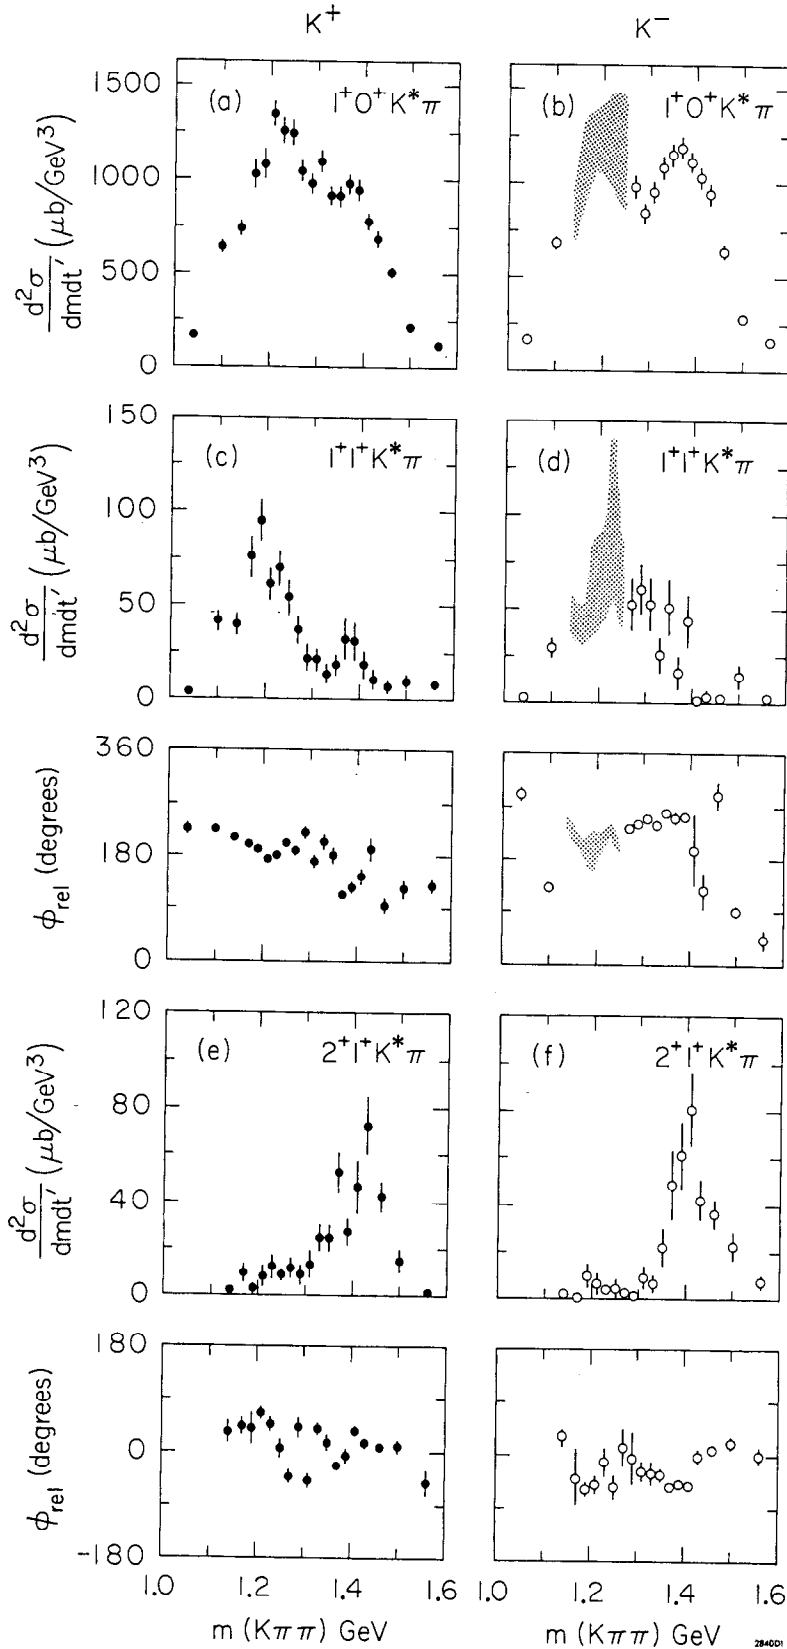 K⁺ K⁻
1500
(a) 1⁺0⁺K*π (b) 1⁺0⁺K*π
1000
500
0
d²σ/dmdt′ (μb/GeV³)
150
(c) 1⁺1⁺K*π (d) 1⁺1⁺K*π
100
50
0
d²σ/dmdt′ (μb/GeV³)
360
180
0
ϕrel (degrees)
120
(e) 2⁺1⁺K*π (f) 2⁺1⁺K*π
80
40
0
d²σ/dmdt′ (μb/GeV³)
180
0
-180
ϕrel (degrees)
1.0 1.2 1.4 1.6 1.0 1.2 1.4 1.6
m (Kππ) GeV m (Kππ) GeV
2840D1